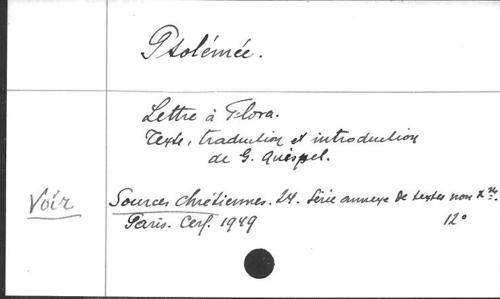 Ptolémée.
Lettre à Flora.
Texte, traduction et introduction
de G. Quispel.
Voir Sources chrétiennes. 24. Série annexe de textes non X^ns.
Paris. Cerf. 1949 12°